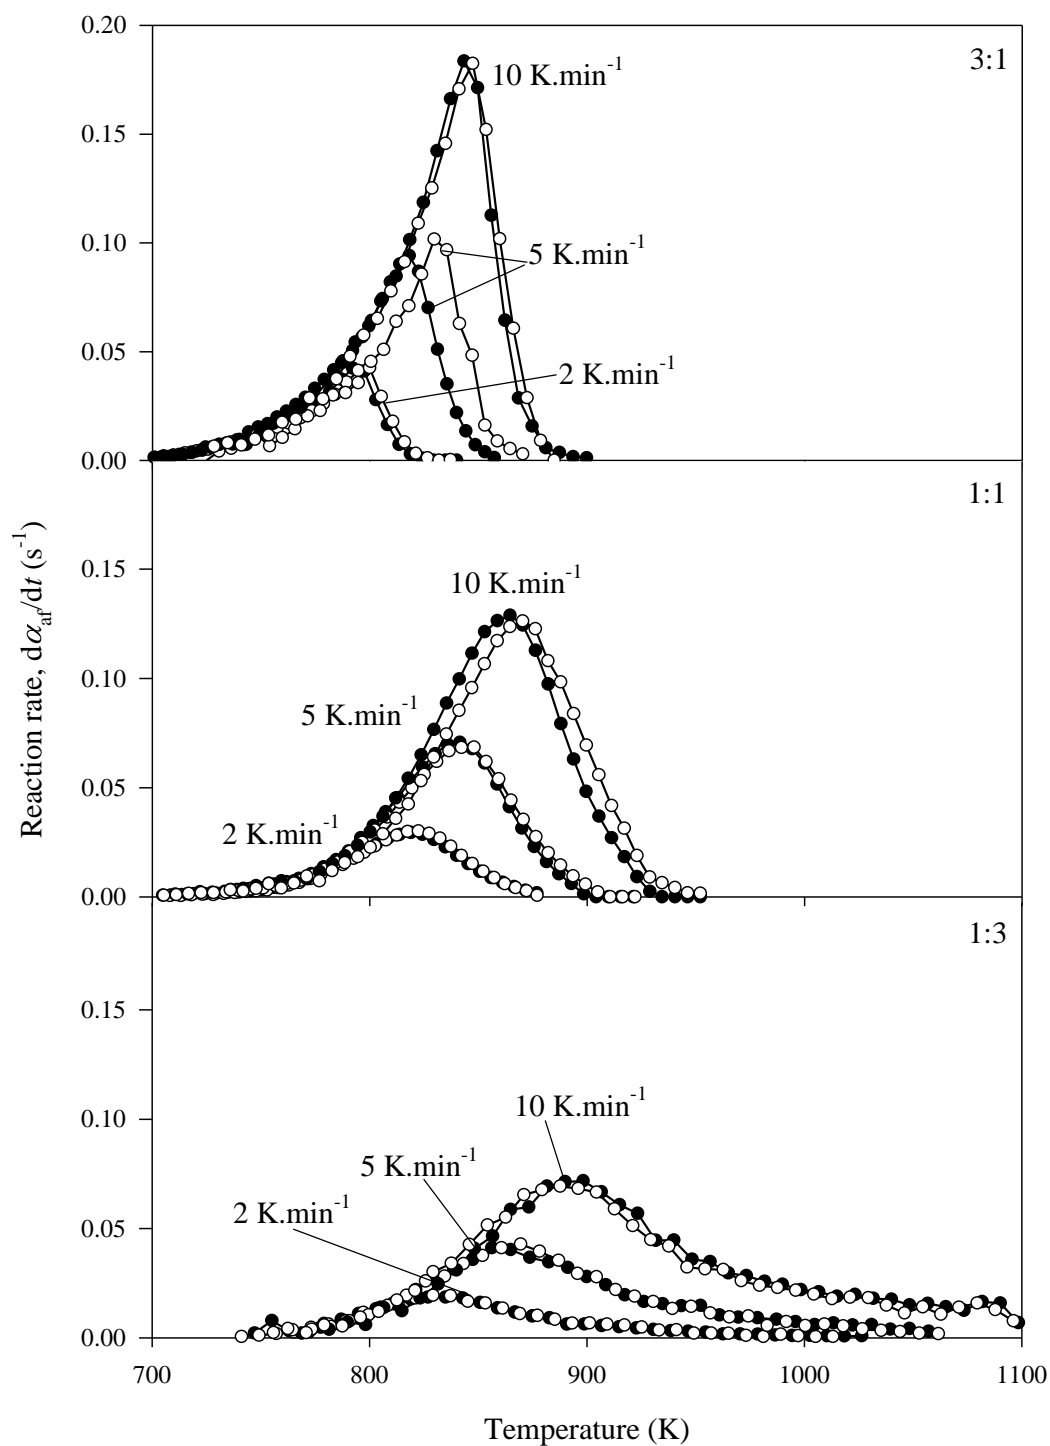 0.20
3:1
10 K.min-1
0.15
0.10
5 K.min-1
0.05
2 K.min-1
0.00
1:1
0.15
10 K.min-1
0.10
5 K.min-1
0.05
2 K.min-1
0.00
1:3
0.15
0.10
10 K.min-1
5 K.min-1
0.05
2 K.min-1
0.00
700 800 900 1000 1100
Temperature (K)
Reaction rate, dαaf/dt (s-1)